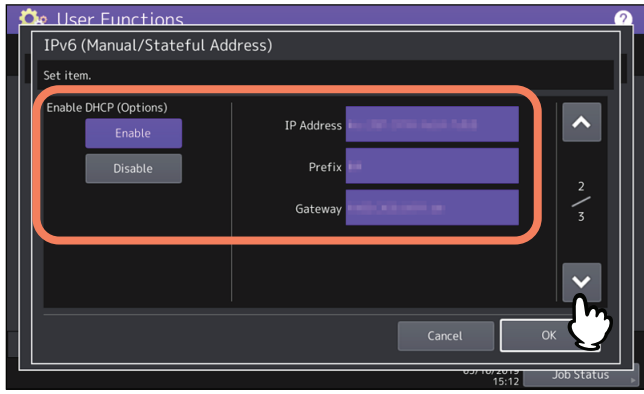 User Functions
?
IPv6 (Manual/Stateful Address)
Set item.
Enable DHCP (Options)
Enable
Disable
IP Address
Prefix
Gateway
2
3
Cancel
OK
15:12
Job Status